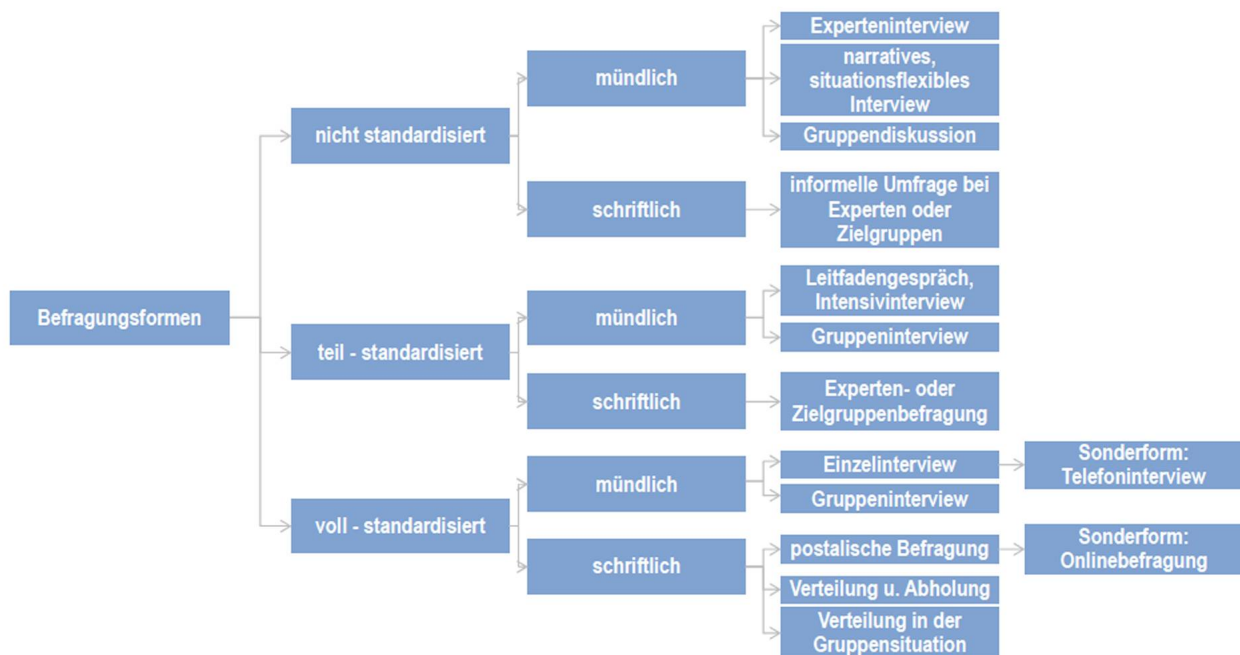 Befragungsformen
nicht standardisiert
mündlich
Experteninterview
narratives,
situationsflexibles
Interview
Gruppendiskussion
schriftlich
informelle Umfrage bei
Experten oder
Zielgruppen
teil - standardisiert
mündlich
Leitfadengespräch,
Intensivinterview
Gruppeninterview
schriftlich
Experten- oder
Zielgruppenbefragung
voll - standardisiert
mündlich
Einzelinterview
Sonderform:
Telefoninterview
Gruppeninterview
schriftlich
postalische Befragung
Sonderform:
Onlinebefragung
Verteilung u. Abholung
Verteilung in der
Gruppensituation